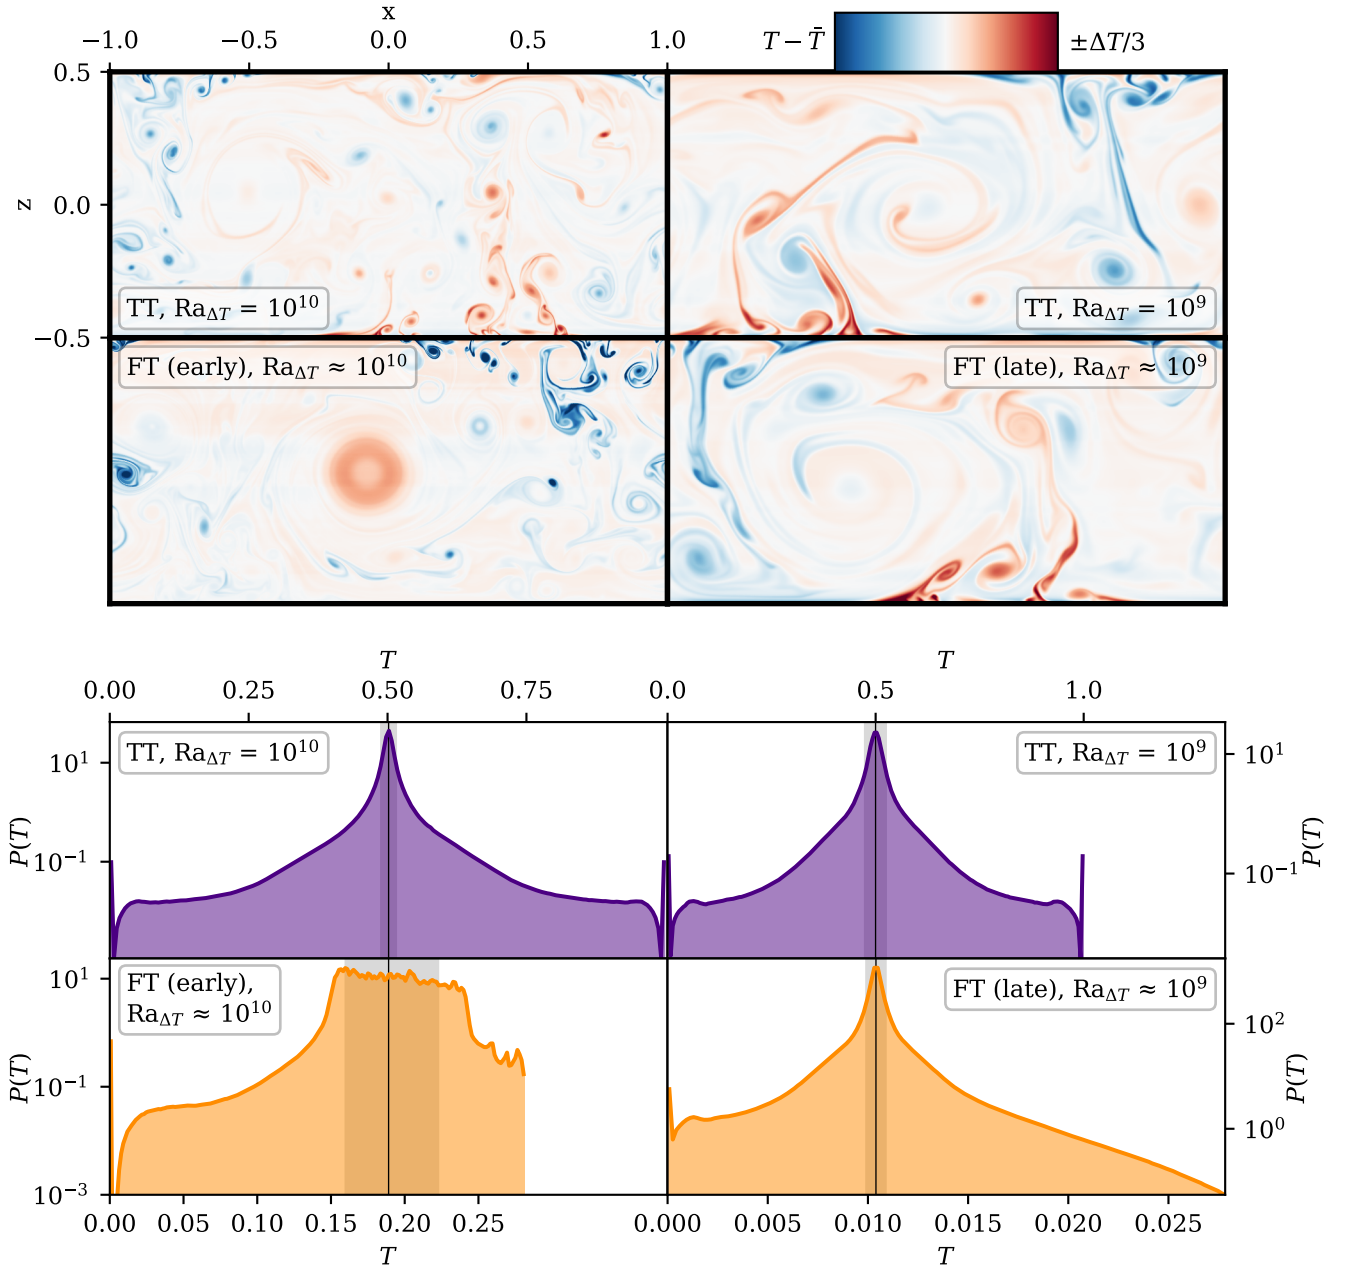 x
−1.0 −0.5 0.0 0.5 1.0
T − T̄ ±ΔT/3
0.5
z
0.0
−0.5
TT, Ra_ΔT = 10^10
TT, Ra_ΔT = 10^9
FT (early), Ra_ΔT ≈ 10^10
FT (late), Ra_ΔT ≈ 10^9
T T
0.00 0.25 0.50 0.75 0.0 0.5 1.0
TT, Ra_ΔT = 10^10
TT, Ra_ΔT = 10^9
10^1
10^−1
P(T)
10^1
10^−1
P(T)
FT (early),
Ra_ΔT ≈ 10^10
FT (late), Ra_ΔT ≈ 10^9
10^1
10^−1
10^−3
P(T)
10^2
10^0
P(T)
0.00 0.05 0.10 0.15 0.20 0.25 0.000 0.005 0.010 0.015 0.020 0.025
T T